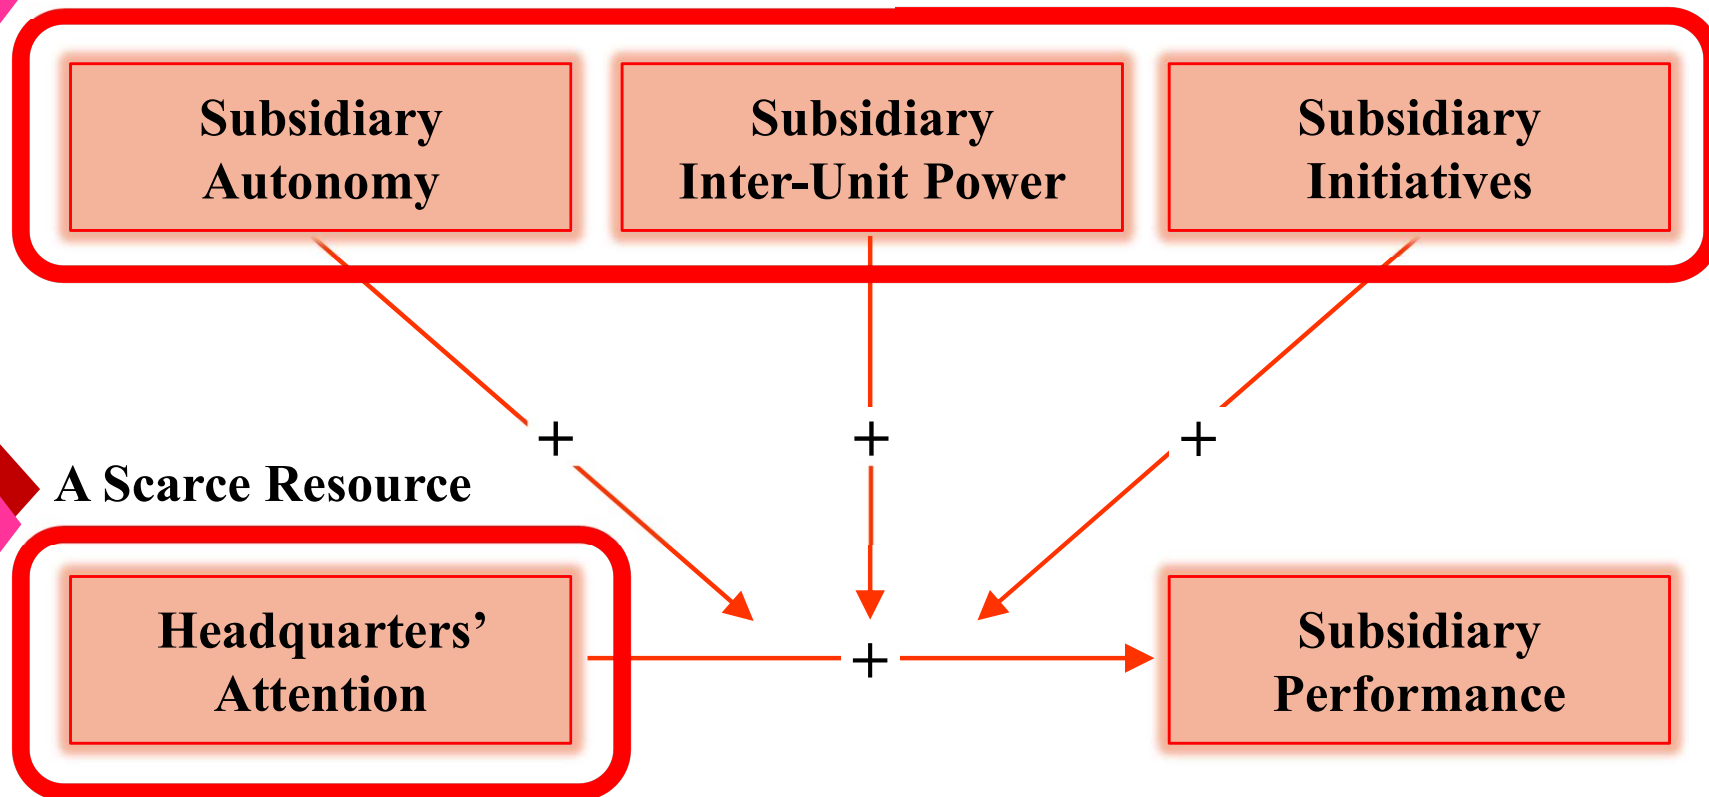 Subsidiary
Autonomy
Subsidiary
Inter-Unit Power
Subsidiary
Initiatives
+
+
+
A Scarce Resource
Headquarters’
Attention
+
Subsidiary
Performance